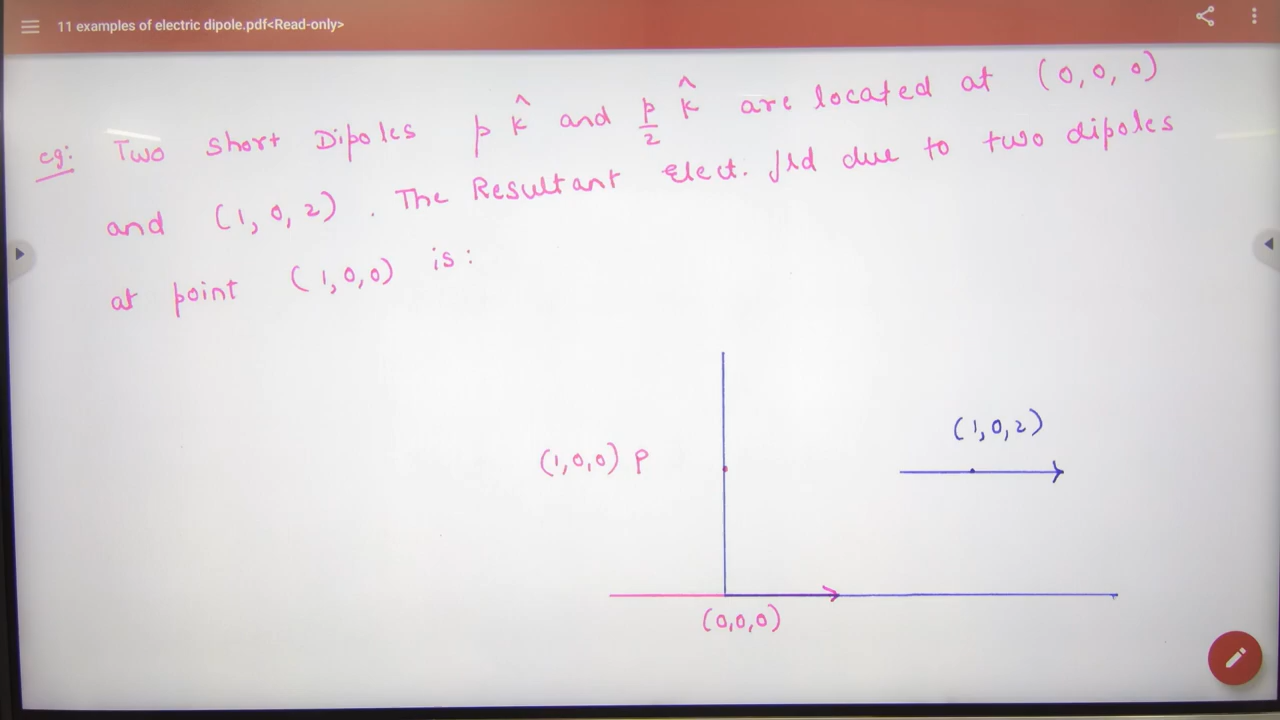 11 examples of electric dipole.pdf<Read-only>
eg: Two short Dipoles p k̂ and p/2 k̂ are located at (0,0,0)
and (1,0,2). The Resultant Elect. fld due to two dipoles
at point (1,0,0) is:
(1,0,2)
(1,0,0) P
(0,0,0)